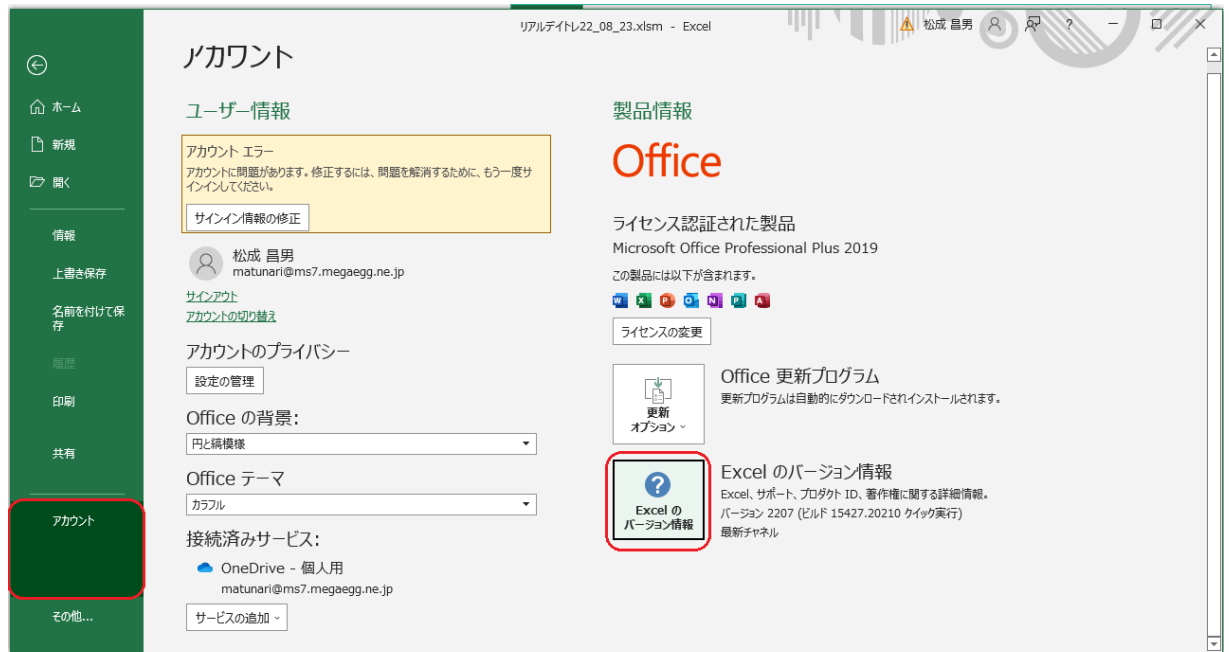 リアルデイトレ22_08_23.xlsm - Excel
松成 昌男
?
アカウント
ホーム
新規
開く
情報
上書き保存
名前を付けて保
存
履歴
印刷
共有
アカウント
その他...
ユーザー情報
アカウント エラー
アカウントに問題があります。修正するには、問題を解消するために、もう一度サ
インインしてください。
サインイン情報の修正
松成 昌男
matunari@ms7.megaegg.ne.jp
サインアウト
アカウントの切り替え
アカウントのプライバシー
設定の管理
Office の背景:
円と縞模様
Office テーマ
カラフル
接続済みサービス:
OneDrive - 個人用
matunari@ms7.megaegg.ne.jp
サービスの追加
製品情報
Office
ライセンス認証された製品
Microsoft Office Professional Plus 2019
この製品には以下が含まれます。
ライセンスの変更
更新
オプション
Office 更新プログラム
更新プログラムは自動的にダウンロードされインストールされます。
Excel の
バージョン情報
Excel のバージョン情報
Excel、サポート、プロダクト ID、著作権に関する詳細情報。
バージョン 2207 (ビルド 15427.20210 クイック実行)
最新チャネル